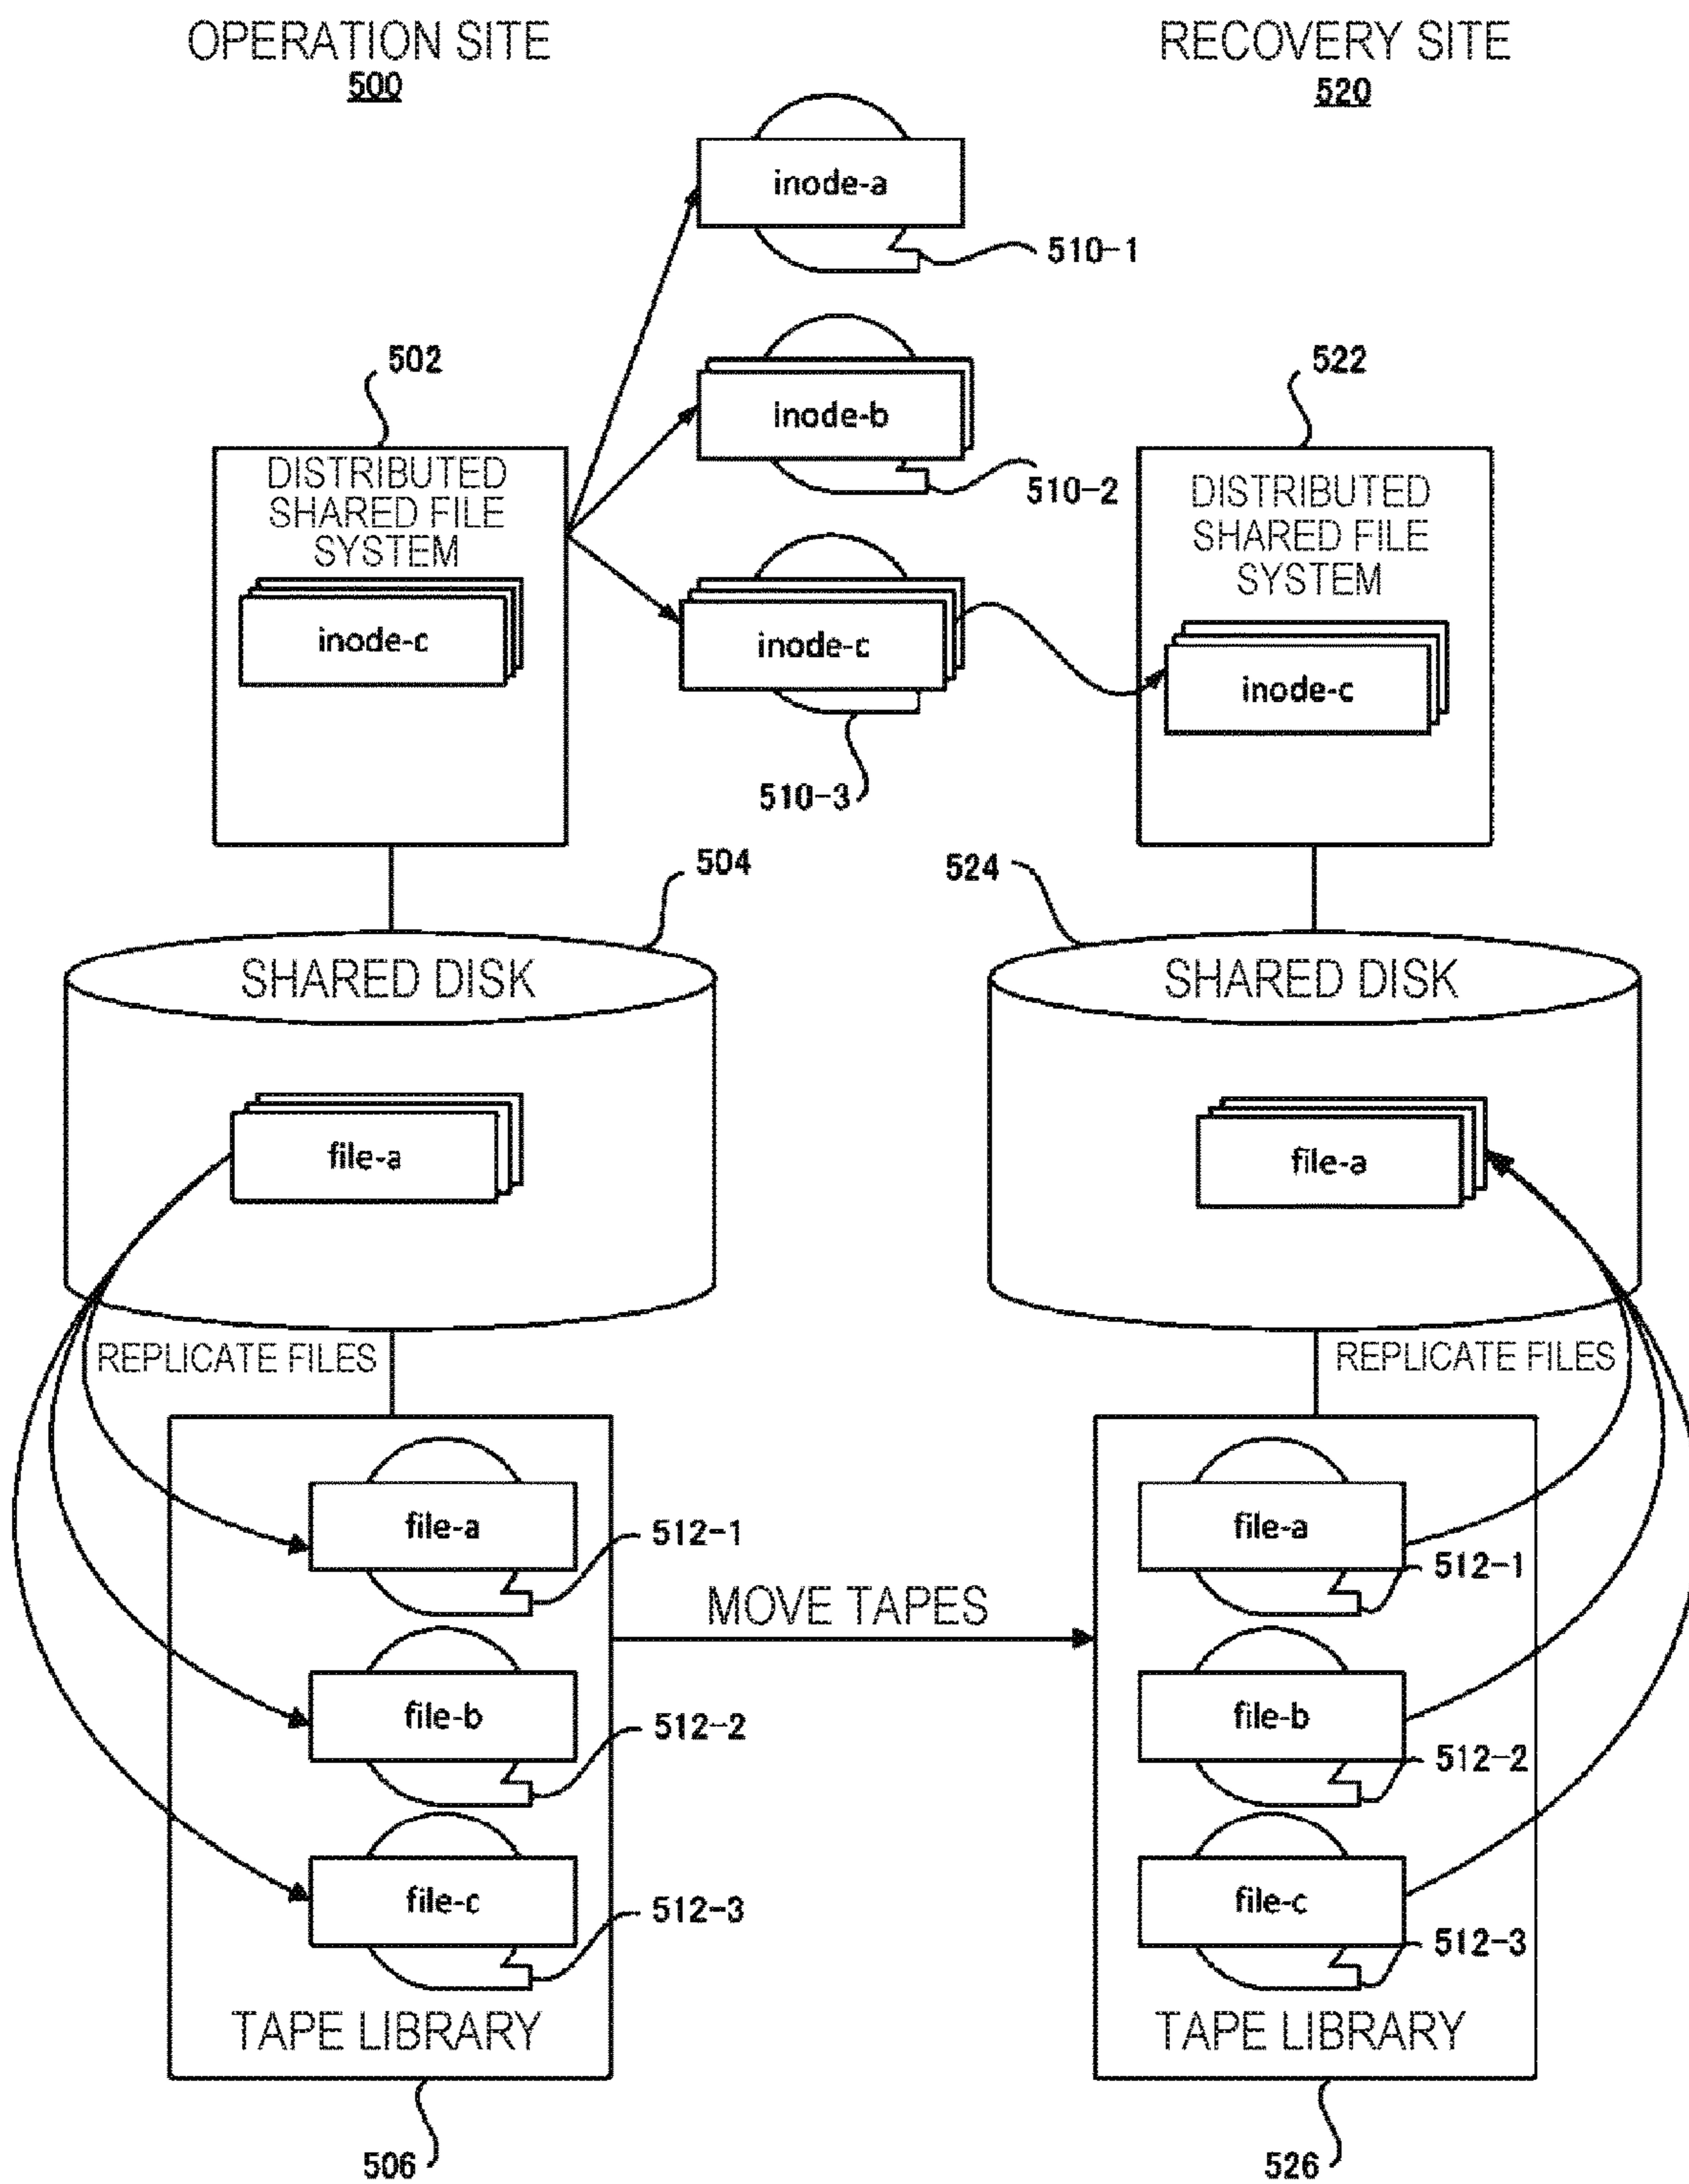 OPERATION SITE
500
RECOVERY SITE
520
inode-a
510-1
502
inode-b
510-2
522
DISTRIBUTED
SHARED FILE
SYSTEM
inode-c
inode-c
510-3
DISTRIBUTED
SHARED FILE
SYSTEM
inode-c
504
524
SHARED DISK
file-a
SHARED DISK
file-a
REPLICATE FILES
REPLICATE FILES
file-a
512-1
file-b
512-2
file-c
512-3
TAPE LIBRARY
506
MOVE TAPES
file-a
512-1
file-b
512-2
file-c
512-3
TAPE LIBRARY
526